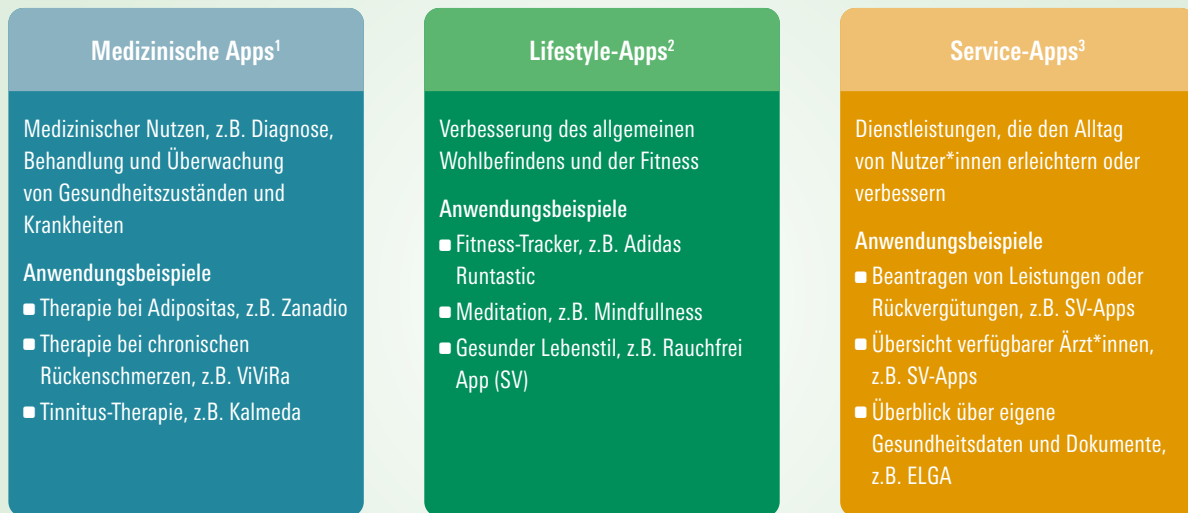 Medizinische Apps¹
Medizinischer Nutzen, z.B. Diagnose,
Behandlung und Überwachung
von Gesundheitszuständen und
Krankheiten
Anwendungsbeispiele
■ Therapie bei Adipositas, z.B. Zanadio
■ Therapie bei chronischen
Rückenschmerzen, z.B. ViViRa
■ Tinnitus-Therapie, z.B. Kalmeda
Lifestyle-Apps²
Verbesserung des allgemeinen
Wohlbefindens und der Fitness
Anwendungsbeispiele
■ Fitness-Tracker, z.B. Adidas
Runtastic
■ Meditation, z.B. Mindfullness
■ Gesunder Lebenstil, z.B. Rauchfrei
App (SV)
Service-Apps³
Dienstleistungen, die den Alltag
von Nutzer*innen erleichtern oder
verbessern
Anwendungsbeispiele
■ Beantragen von Leistungen oder
Rückvergütungen, z.B. SV-Apps
■ Übersicht verfügbarer Ärzt*innen,
z.B. SV-Apps
■ Überblick über eigene
Gesundheitsdaten und Dokumente,
z.B. ELGA